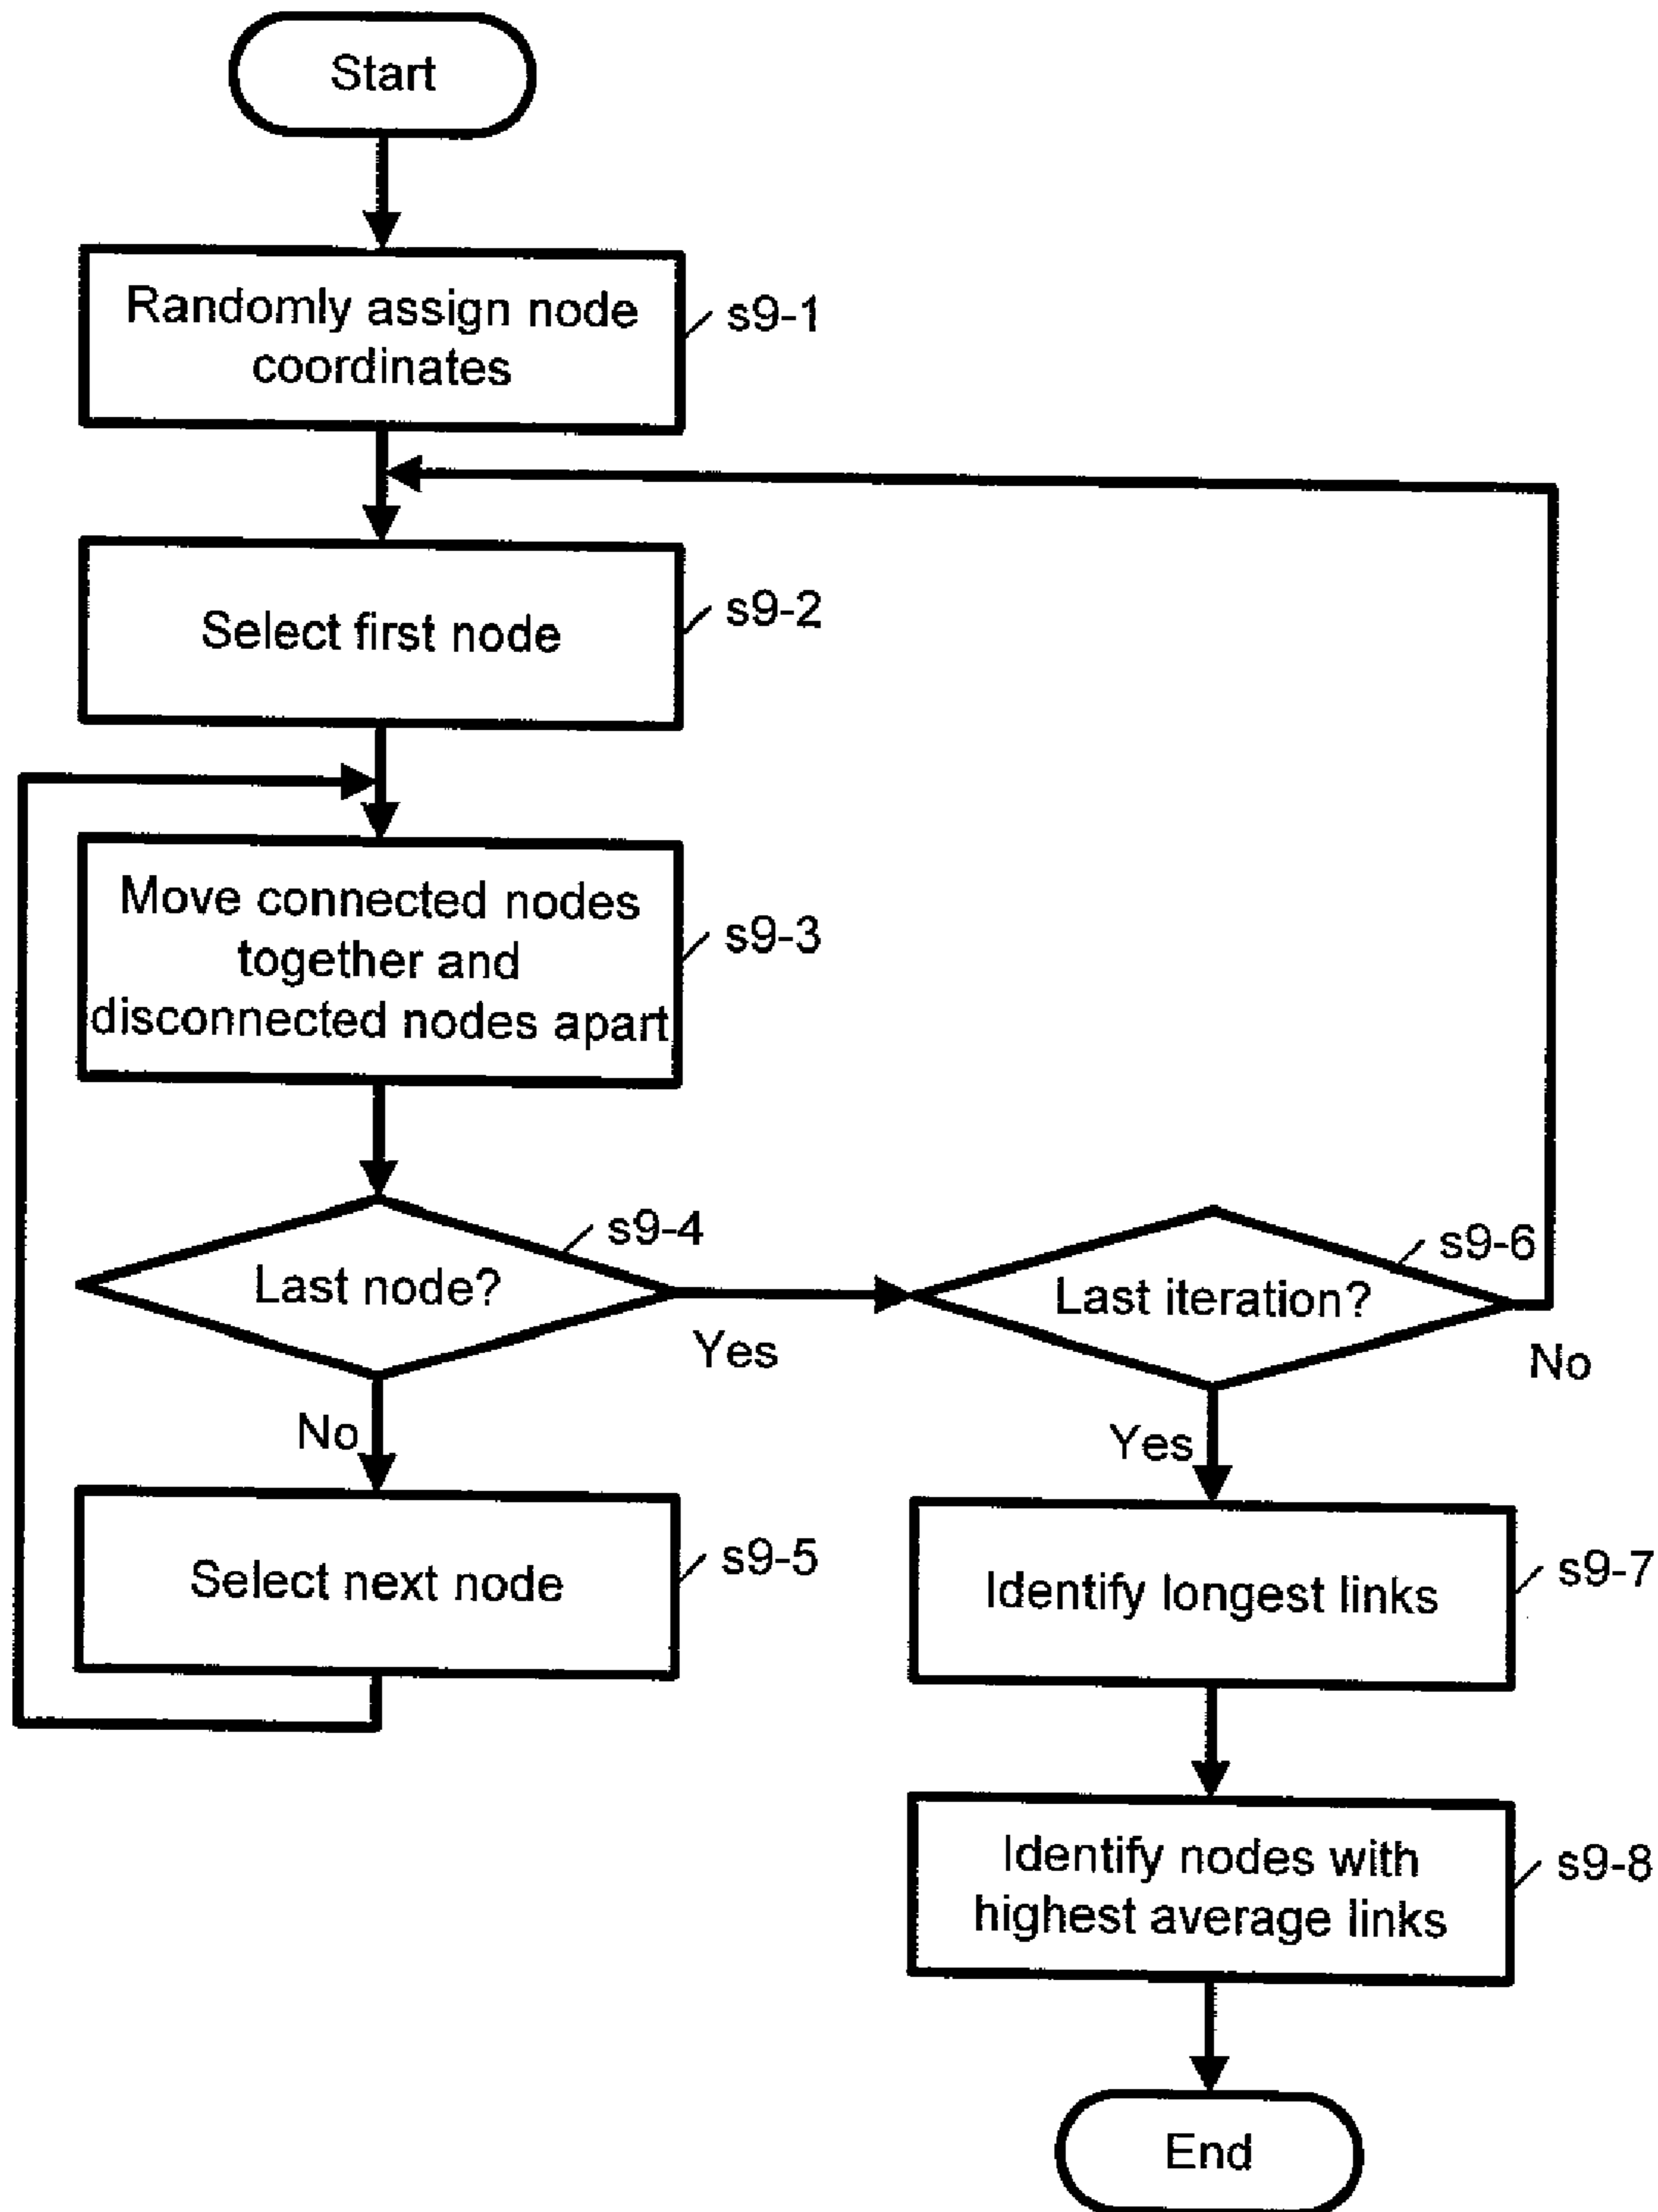 Start
Randomly assign node
coordinates
s9-1
Select first node
s9-2
Move connected nodes
together and
disconnected nodes apart
s9-3
Last node?
s9-4
Yes
No
Select next node
s9-5
Last iteration?
s9-6
No
Yes
Identify longest links
s9-7
Identify nodes with
highest average links
s9-8
End